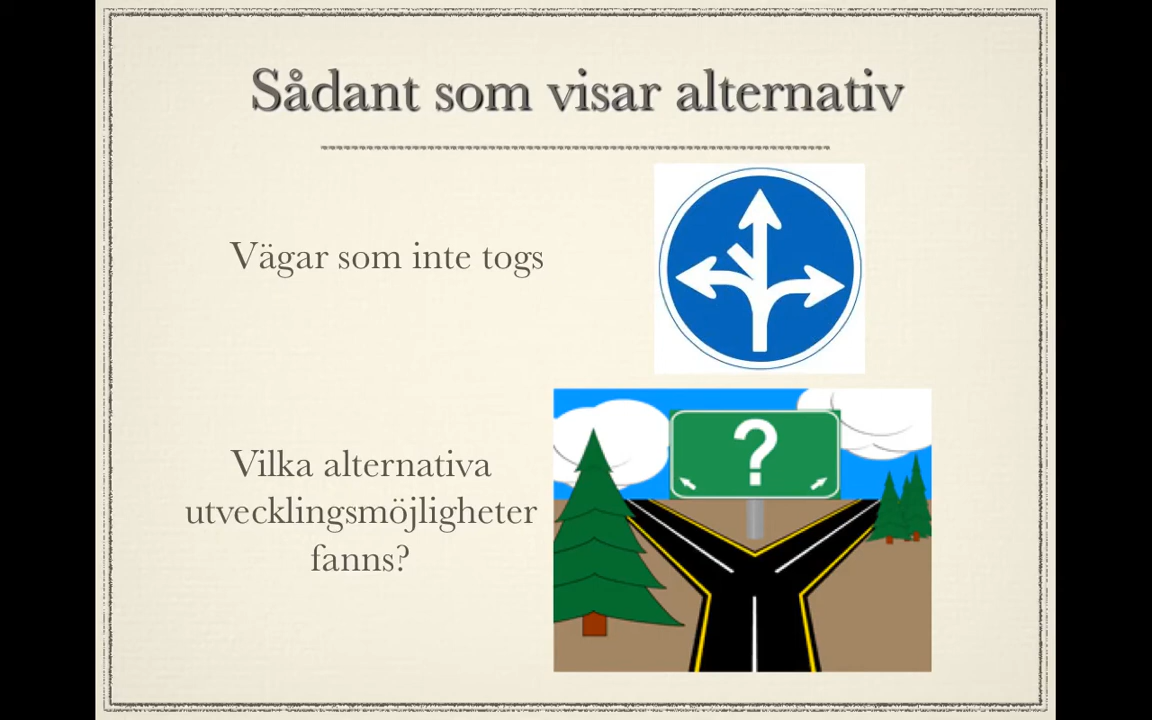 Sådant som visar alternativ
Vägar som inte togs
Vilka alternativa
utvecklingsmöjligheter
fanns?
?